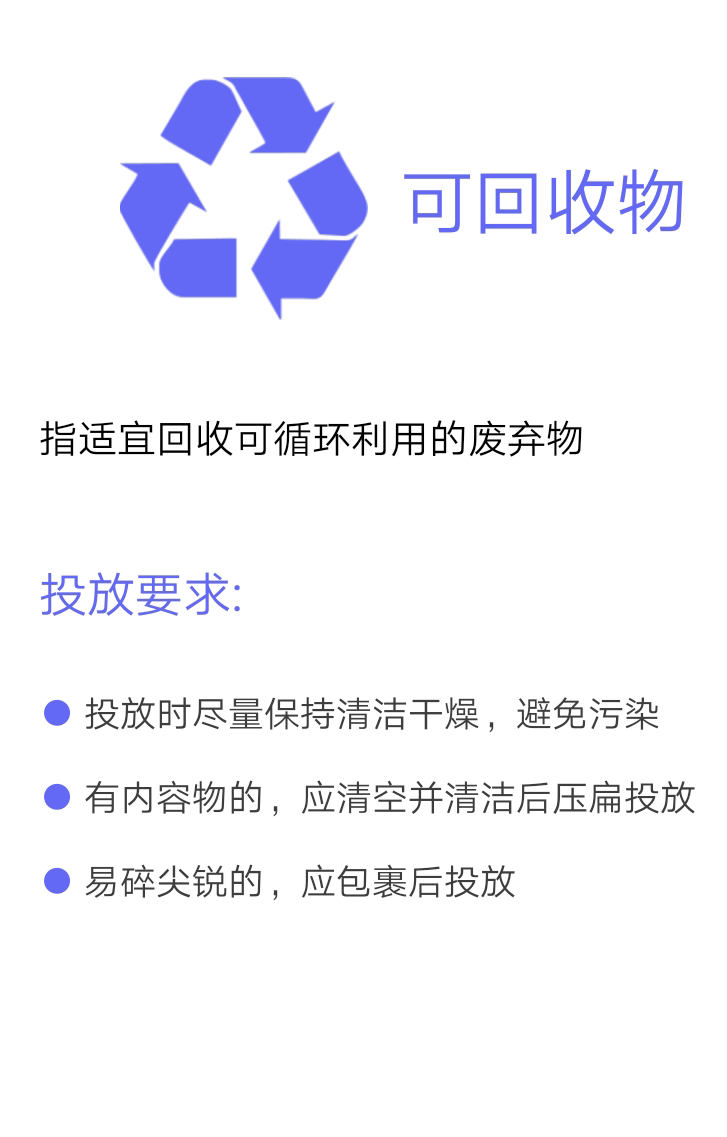 可回收物
指适宜回收可循环利用的废弃物
投放要求:
投放时尽量保持清洁干燥，避免污染
有内容物的，应清空并清洁后压扁投放
易碎尖锐的，应包裹后投放